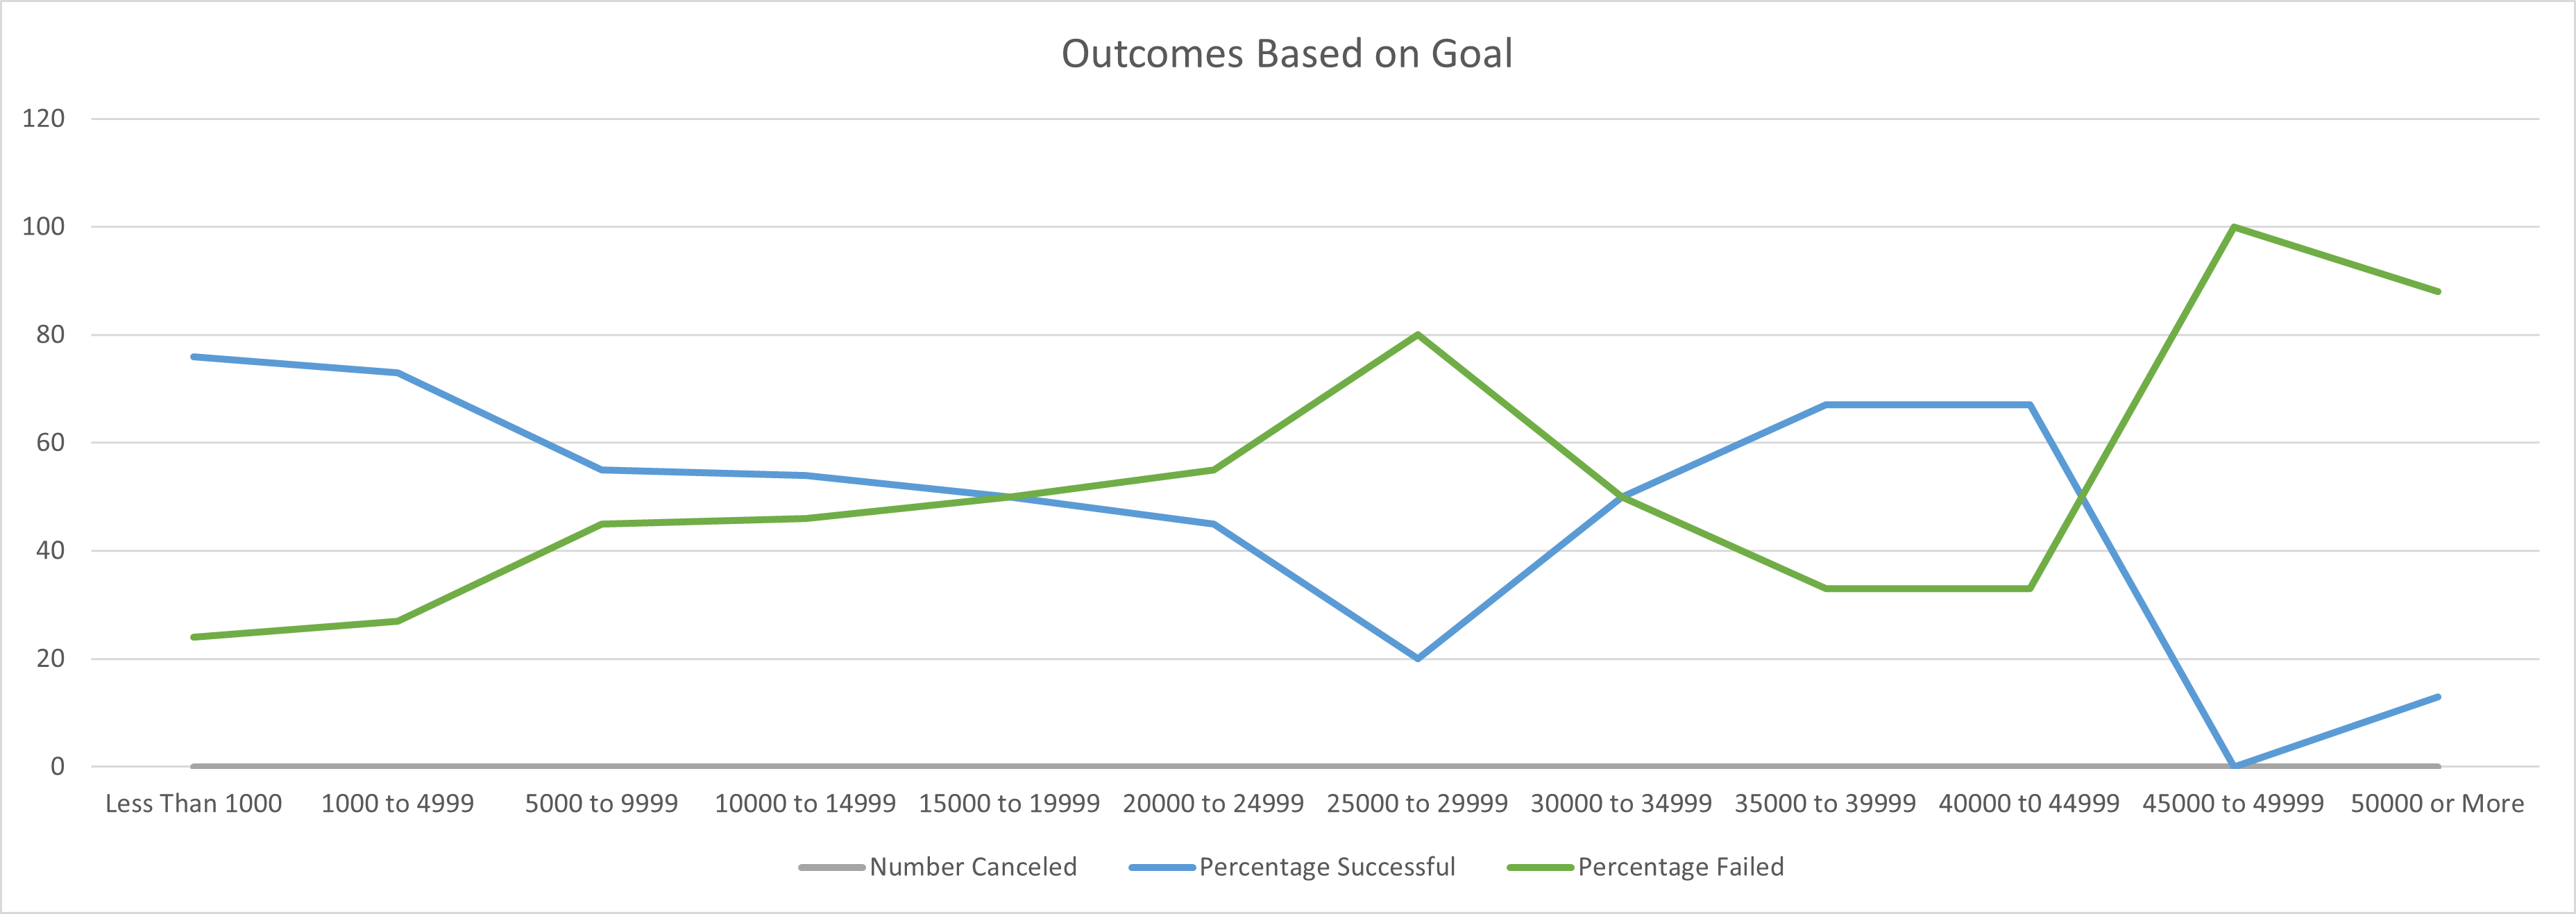 Outcomes Based on Goal
120
100
80
60
40
20
0
Less Than 1000 1000 to 4999 5000 to 9999 10000 to 14999 15000 to 19999 20000 to 24999 25000 to 29999 30000 to 34999 35000 to 39999 40000 t0 44999 45000 to 49999 50000 or More
Number Canceled Percentage Successful Percentage Failed